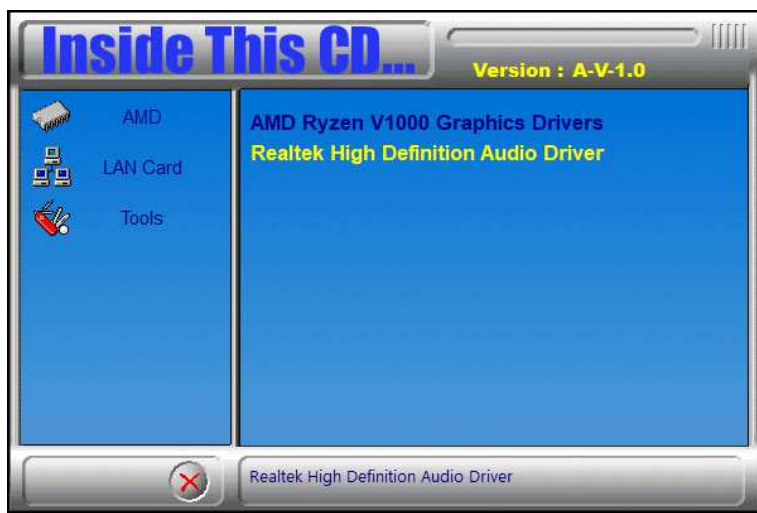 Inside This CD...
Version : A-V-1.0
AMD
LAN Card
Tools
AMD Ryzen V1000 Graphics Drivers
Realtek High Definition Audio Driver
Realtek High Definition Audio Driver